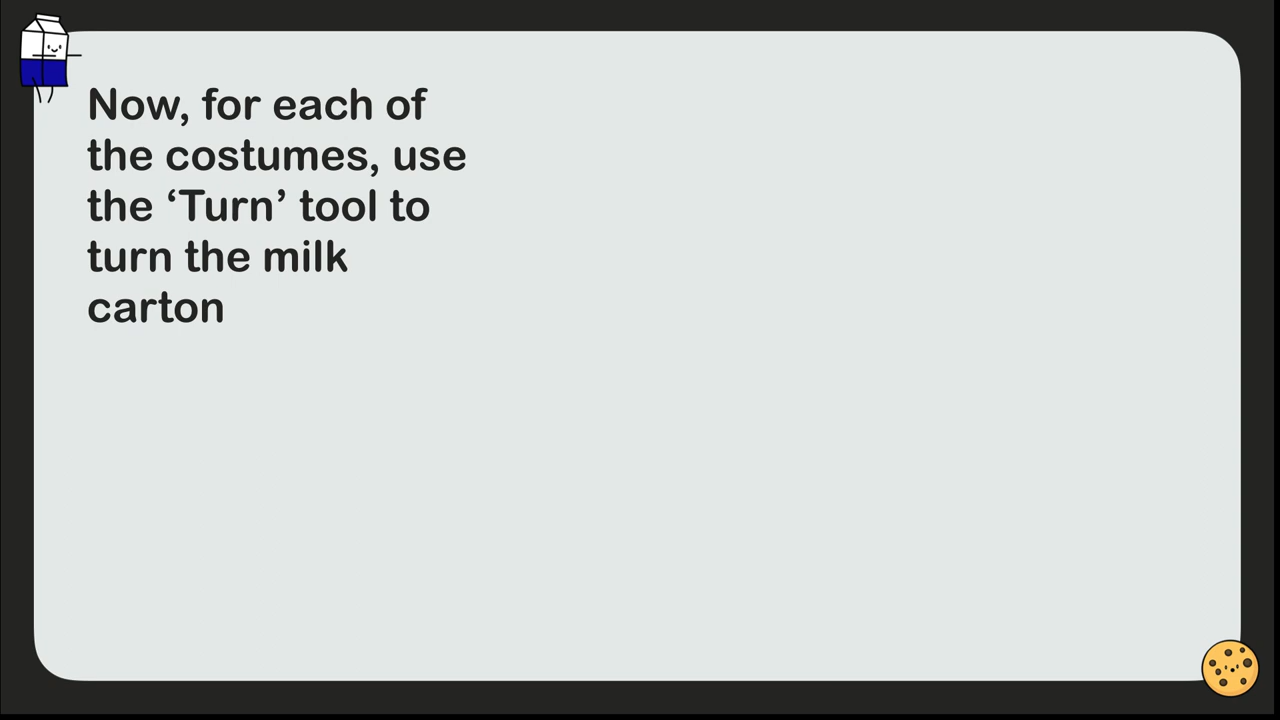 Now, for each of
the costumes, use
the ‘Turn’ tool to
turn the milk
carton